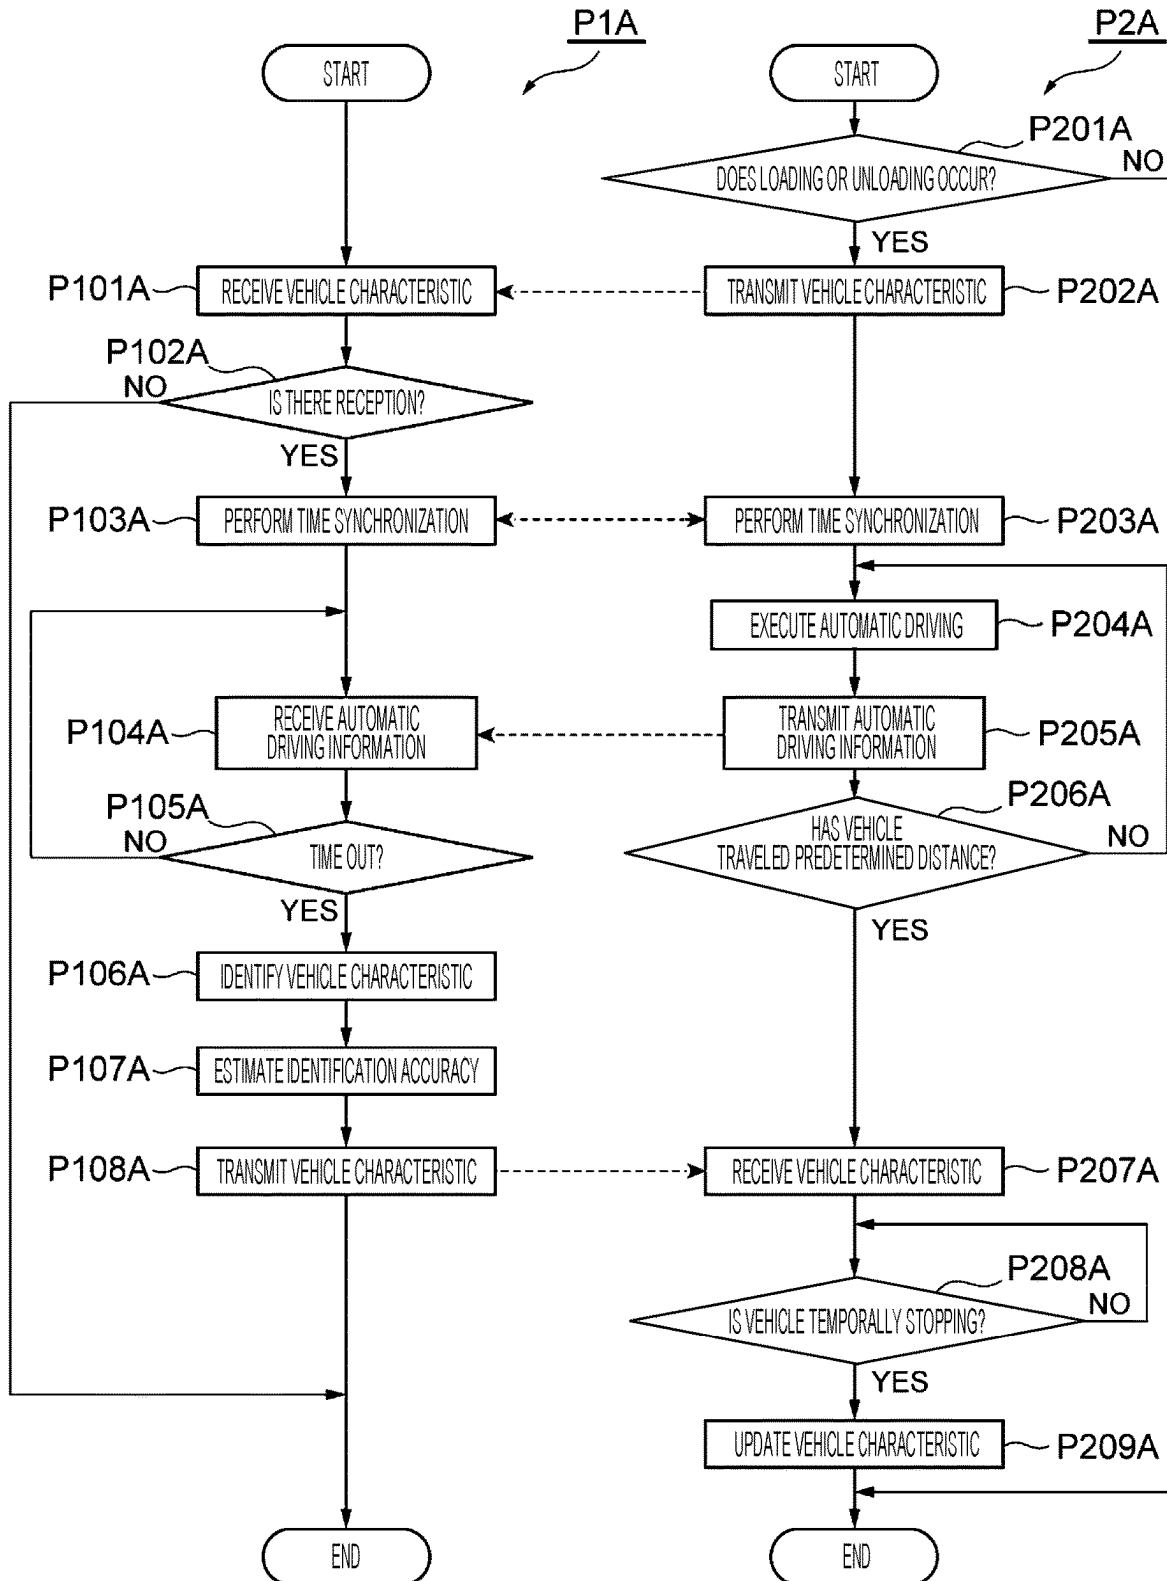 P1A
P2A
START
START
P201A
DOES LOADING OR UNLOADING OCCUR?
NO
YES
P101A
RECEIVE VEHICLE CHARACTERISTIC
TRANSMIT VEHICLE CHARACTERISTIC
P202A
P102A
NO
IS THERE RECEPTION?
YES
P103A
PERFORM TIME SYNCHRONIZATION
PERFORM TIME SYNCHRONIZATION
P203A
EXECUTE AUTOMATIC DRIVING
P204A
P104A
RECEIVE AUTOMATIC
DRIVING INFORMATION
TRANSMIT AUTOMATIC
DRIVING INFORMATION
P205A
P105A
NO
TIME OUT?
YES
P206A
HAS VEHICLE
TRAVELED PREDETERMINED DISTANCE?
NO
YES
P106A
IDENTIFY VEHICLE CHARACTERISTIC
P107A
ESTIMATE IDENTIFICATION ACCURACY
P108A
TRANSMIT VEHICLE CHARACTERISTIC
RECEIVE VEHICLE CHARACTERISTIC
P207A
P208A
IS VEHICLE TEMPORALLY STOPPING?
NO
YES
UPDATE VEHICLE CHARACTERISTIC
P209A
END
END